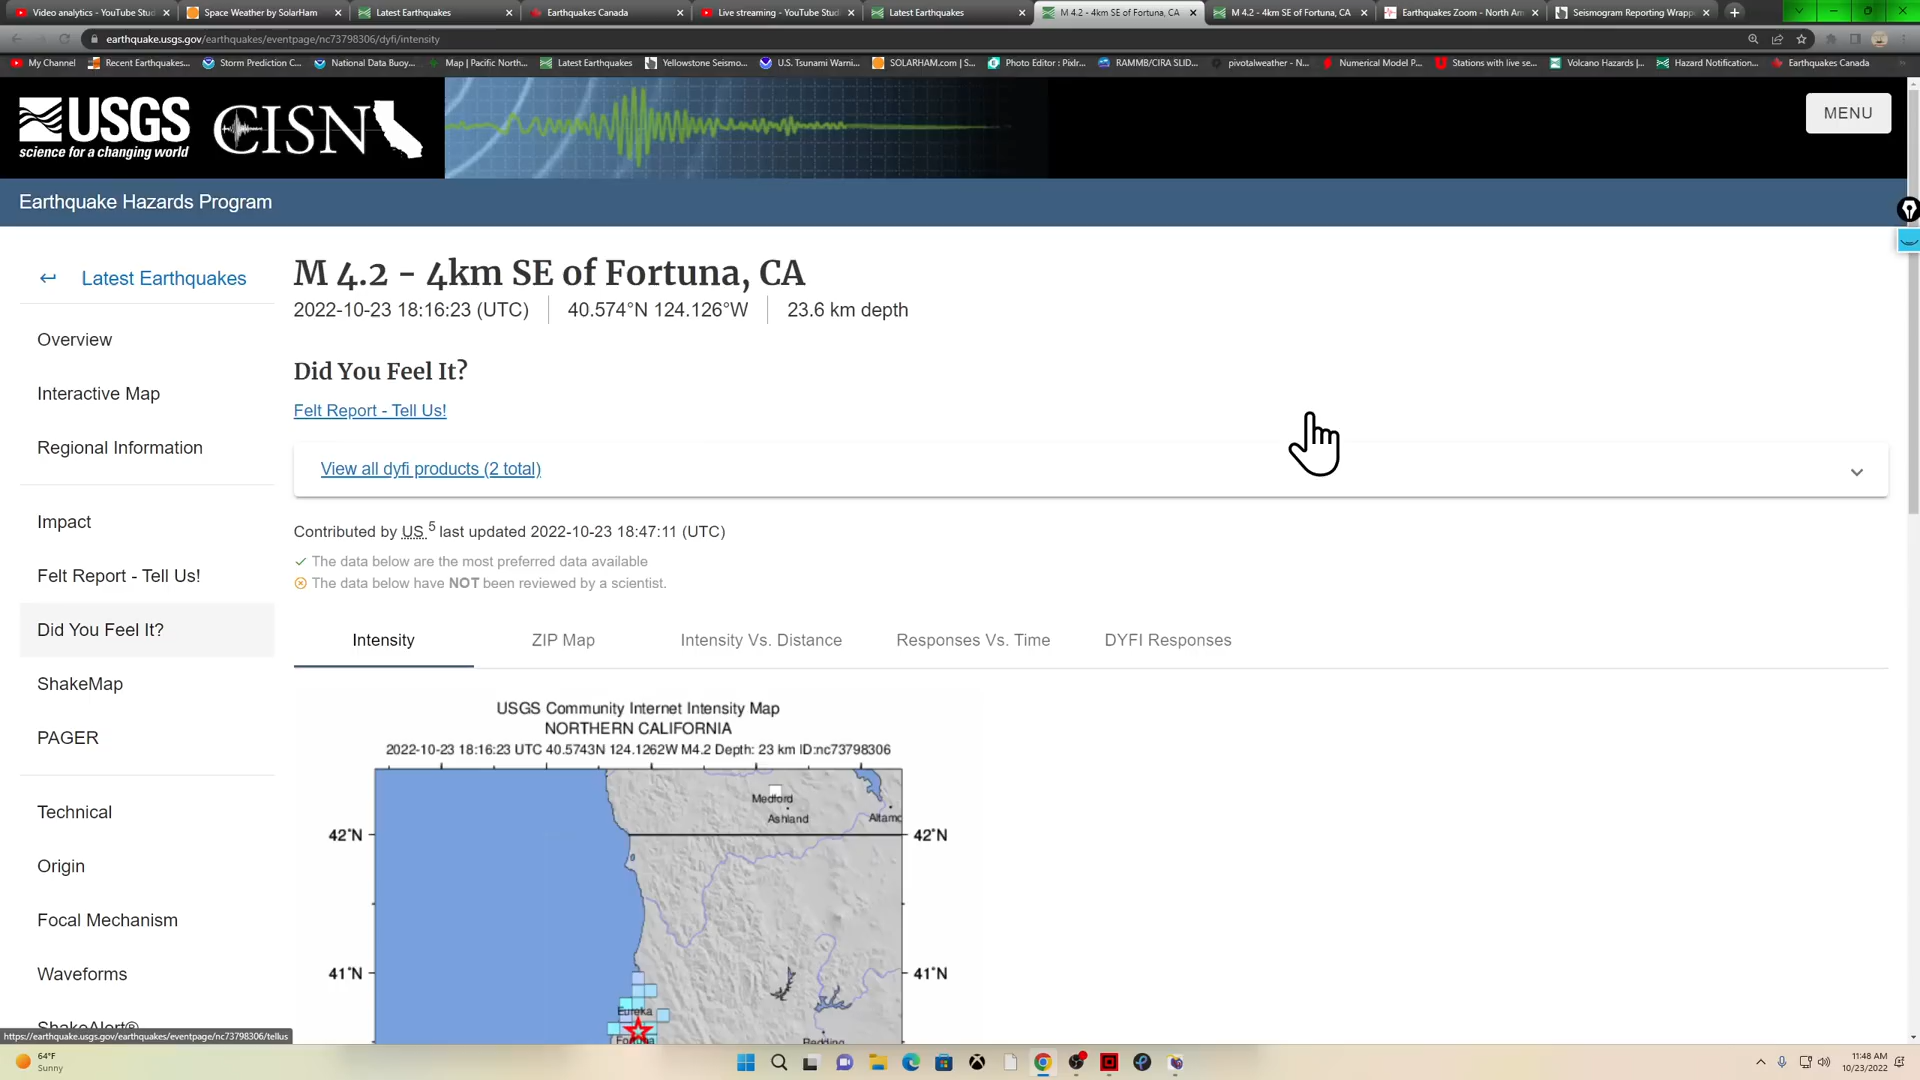 Video analytics - YouTube Stud
Space Weather by SolarHam
Latest Earthquakes
Earthquakes Canada
Live streaming - YouTube Stud
Latest Earthquakes
M 4.2 - 4km SE of Fortuna, CA
M 4.2 - 4km SE of Fortuna, CA
Earthquakes Zoom - North Am
Seismogram Reporting Wrapp
earthquake.usgs.gov/earthquakes/eventpage/nc73798306/dyfi/intensity
My Channel
Recent Earthquakes...
Storm Prediction C...
National Data Buoy...
Map | Pacific North...
Latest Earthquakes
Yellowstone Seismo...
U.S. Tsunami Warni...
SOLARHAM.com | S...
Photo Editor : Pixlr...
RAMMB/CIRA SLID...
pivotalweather - N...
Numerical Model P...
Stations with live se...
Volcano Hazards |...
Hazard Notification...
Earthquakes Canada
USGS
science for a changing world
CISN
MENU
Earthquake Hazards Program
Latest Earthquakes
Overview
Interactive Map
Regional Information
Impact
Felt Report - Tell Us!
Did You Feel It?
ShakeMap
PAGER
Technical
Origin
Focal Mechanism
Waveforms
ShakeAlert®
M 4.2 - 4km SE of Fortuna, CA
2022-10-23 18:16:23 (UTC) 40.574°N 124.126°W 23.6 km depth
Did You Feel It?
Felt Report - Tell Us!
View all dyfi products (2 total)
Contributed by US 5 last updated 2022-10-23 18:47:11 (UTC)
The data below are the most preferred data available
The data below have NOT been reviewed by a scientist.
Intensity ZIP Map Intensity Vs. Distance Responses Vs. Time DYFI Responses
USGS Community Internet Intensity Map
NORTHERN CALIFORNIA
2022-10-23 18:16:23 UTC 40.5743N 124.1262W M4.2 Depth: 23 km ID:nc73798306
Medford
Ashland
Altamo
42°N 42°N
41°N 41°N
Eureka
Fortuna
Redding
https://earthquake.usgs.gov/earthquakes/eventpage/nc73798306/tellus
64°F
Sunny
11:48 AM
10/23/2022